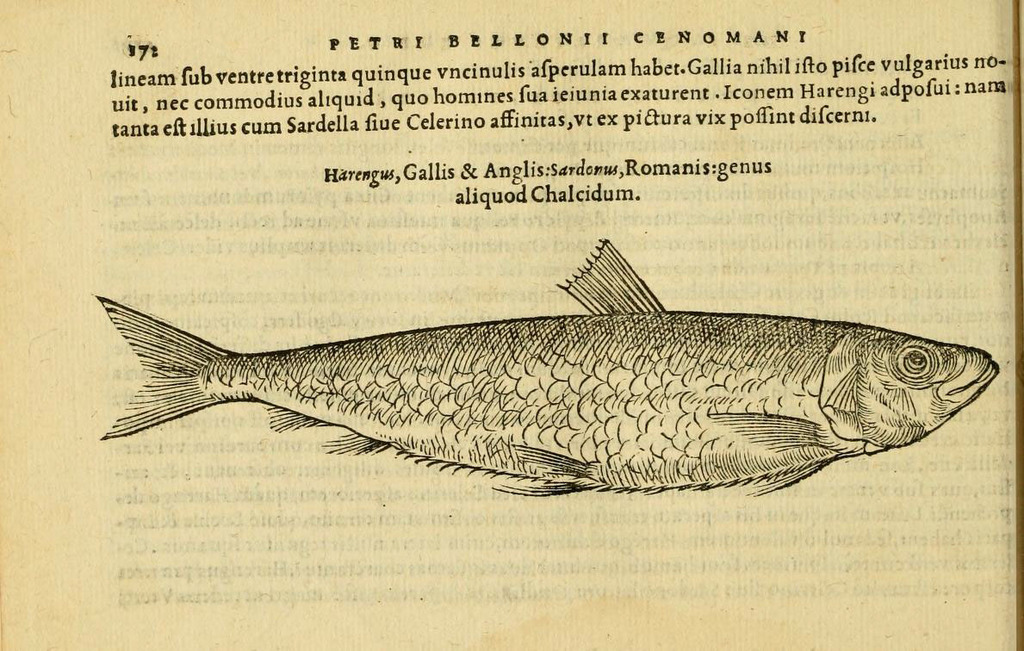 172 PETRI BELLONII CENOMANI
lineam ſub ventre triginta quinque vncinulis aſperulam habet. Gallia nihil iſto piſce vulgarius no-
uit, nec commodius aliquid, quo homines ſua ieiunia exaturent. Iconem Harengi adpoſui: nam
tanta eſt illius cum Sardella ſiue Celerino affinitas, vt ex pictura vix poſſint diſcerni.
Harengus, Gallis & Anglis: Sardonus, Romanis: genus
aliquod Chalcidum.